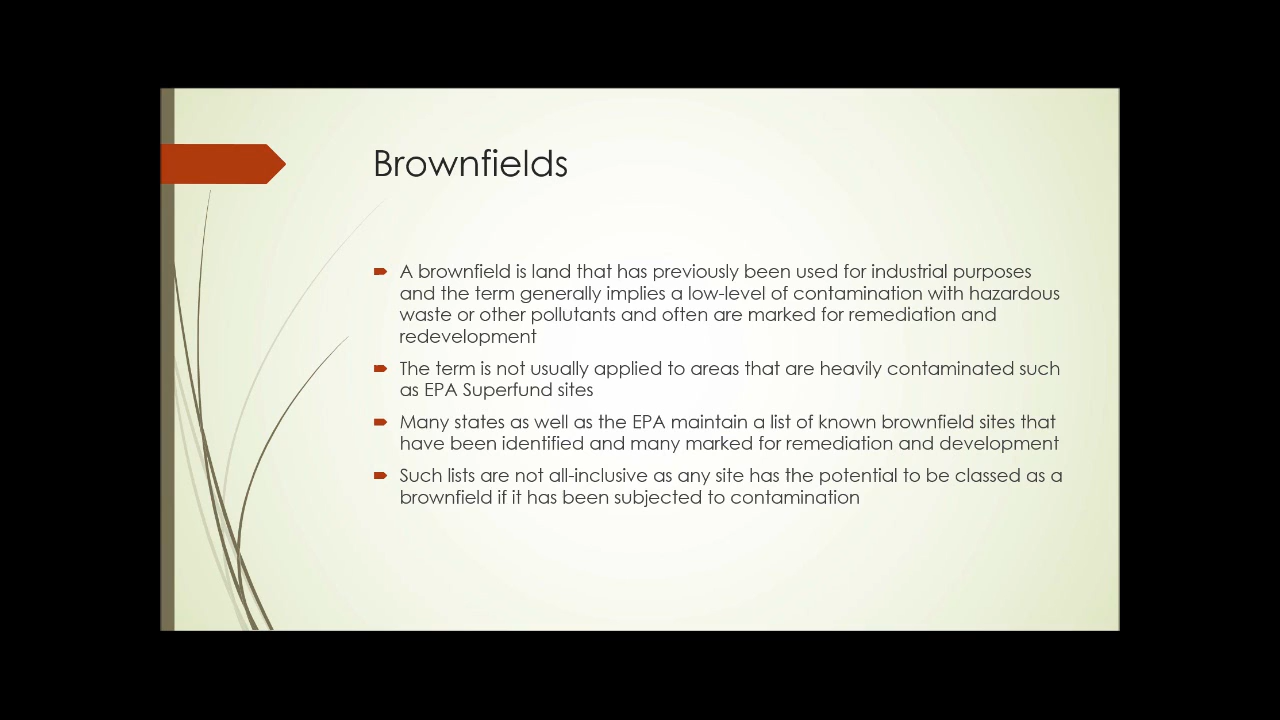 Brownfields
A brownfield is land that has previously been used for industrial purposes
and the term generally implies a low-level of contamination with hazardous
waste or other pollutants and often are marked for remediation and
redevelopment
The term is not usually applied to areas that are heavily contaminated such
as EPA Superfund sites
Many states as well as the EPA maintain a list of known brownfield sites that
have been identified and many marked for remediation and development
Such lists are not all-inclusive as any site has the potential to be classed as a
brownfield if it has been subjected to contamination